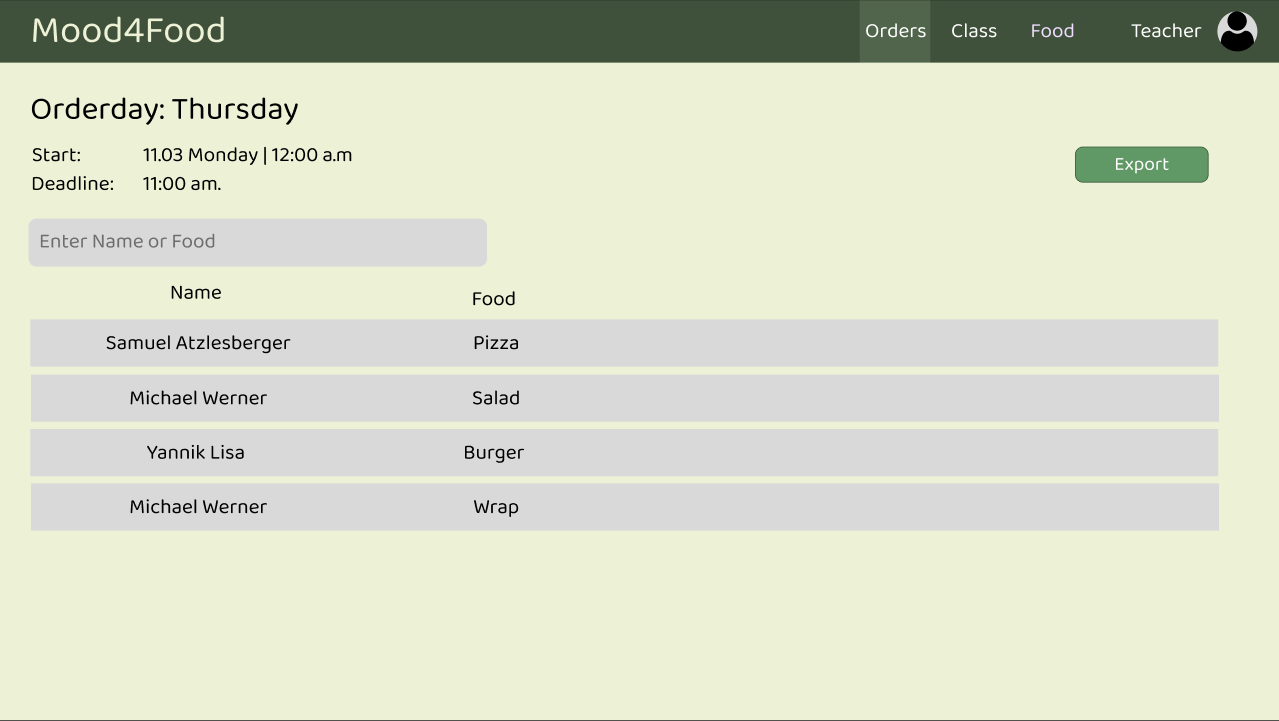 Mood4Food Orders Class Food Teacher
Orderday: Thursday
Start: 11.03 Monday | 12:00 a.m
Export
Deadline: 11:00 am.
Enter Name or Food
Name Food
Samuel Atzlesberger Pizza
Michael Werner Salad
Yannik Lisa Burger
Michael Werner Wrap